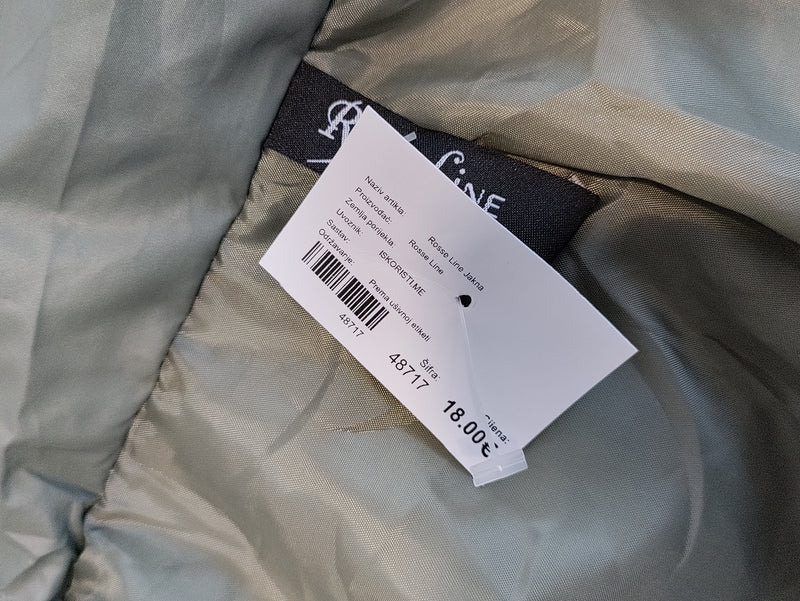 LINE
Naziv artikla: Rosse Line Jakna
Proizvođač: Rosse Line
Zemlja porijekla:
Uvoznik: ISKORISTI.ME
Sastav:
Održavanje: Prema ušivnoj etiketi
48717
Šifra:
48717
Cijena:
18.00€